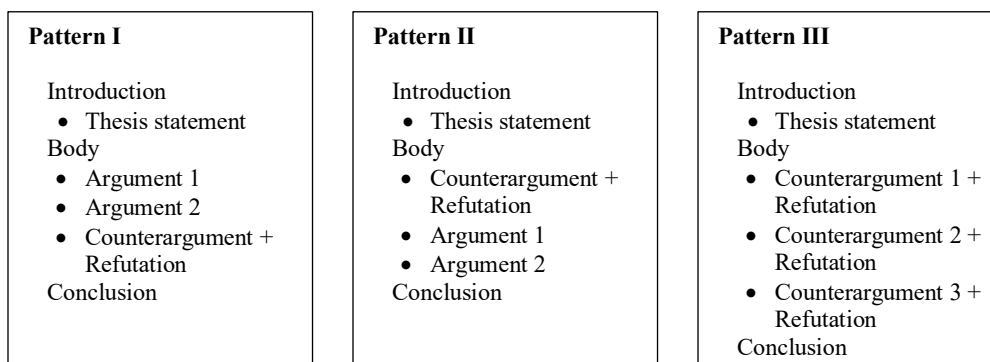 Pattern I
Introduction
• Thesis statement
Body
• Argument 1
• Argument 2
• Counterargument +
Refutation
Conclusion
Pattern II
Introduction
• Thesis statement
Body
• Counterargument +
Refutation
• Argument 1
• Argument 2
Conclusion
Pattern III
Introduction
• Thesis statement
Body
• Counterargument 1 +
Refutation
• Counterargument 2 +
Refutation
• Counterargument 3 +
Refutation
Conclusion